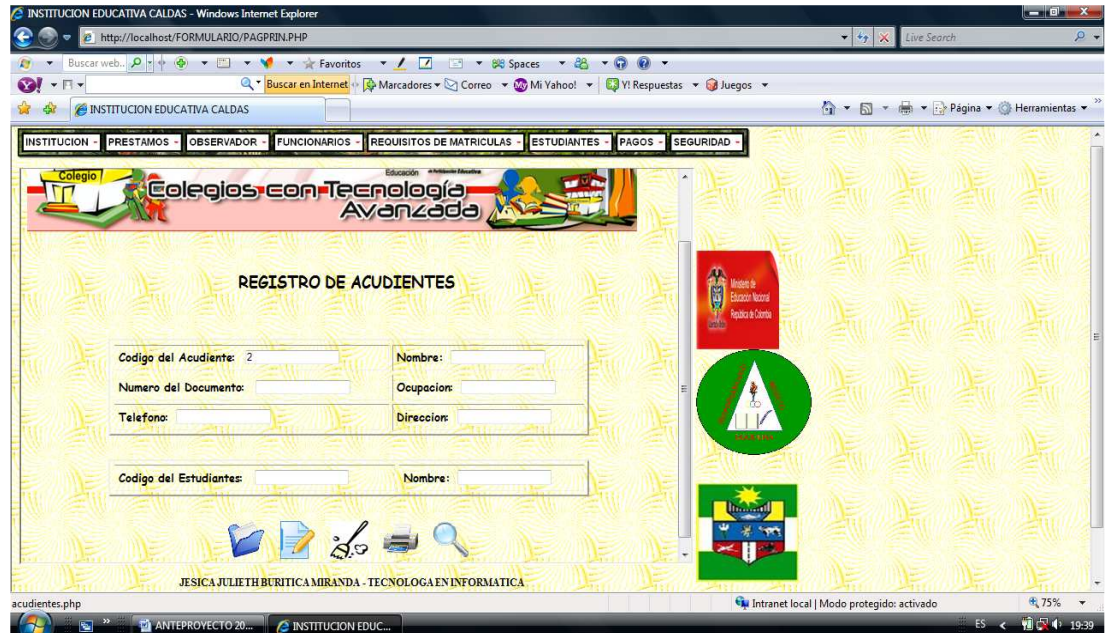 INSTITUCION EDUCATIVA CALDAS - Windows Internet Explorer
http://localhost/FORMULARIO/PAGPRIN.PHP
Live Search
Buscar web..
Favoritos
Spaces
Buscar en Internet
Marcadores
Correo
Mi Yahoo!
Y! Respuestas
Juegos
INSTITUCION EDUCATIVA CALDAS
Página
Herramientas
INSTITUCION PRESTAMOS OBSERVADOR FUNCIONARIOS REQUISITOS DE MATRICULAS ESTUDIANTES PAGOS SEGURIDAD
Colegio
Educación
Colegios con Tecnología
Avanzada
REGISTRO DE ACUDIENTES
Ministerio de
Educación Nacional
República de Colombia
Codigo del Acudiente: 2 Nombre:
Numero del Documento: Ocupacion:
Telefono: Direccion:
Codigo del Estudiantes: Nombre:
JESICA JULIETH BURITICA MIRANDA - TECNOLOGA EN INFORMATICA
acudientes.php
Intranet local | Modo protegido: activado
75%
ANTEPROYECTO 20...
INSTITUCION EDUC...
ES
19:39